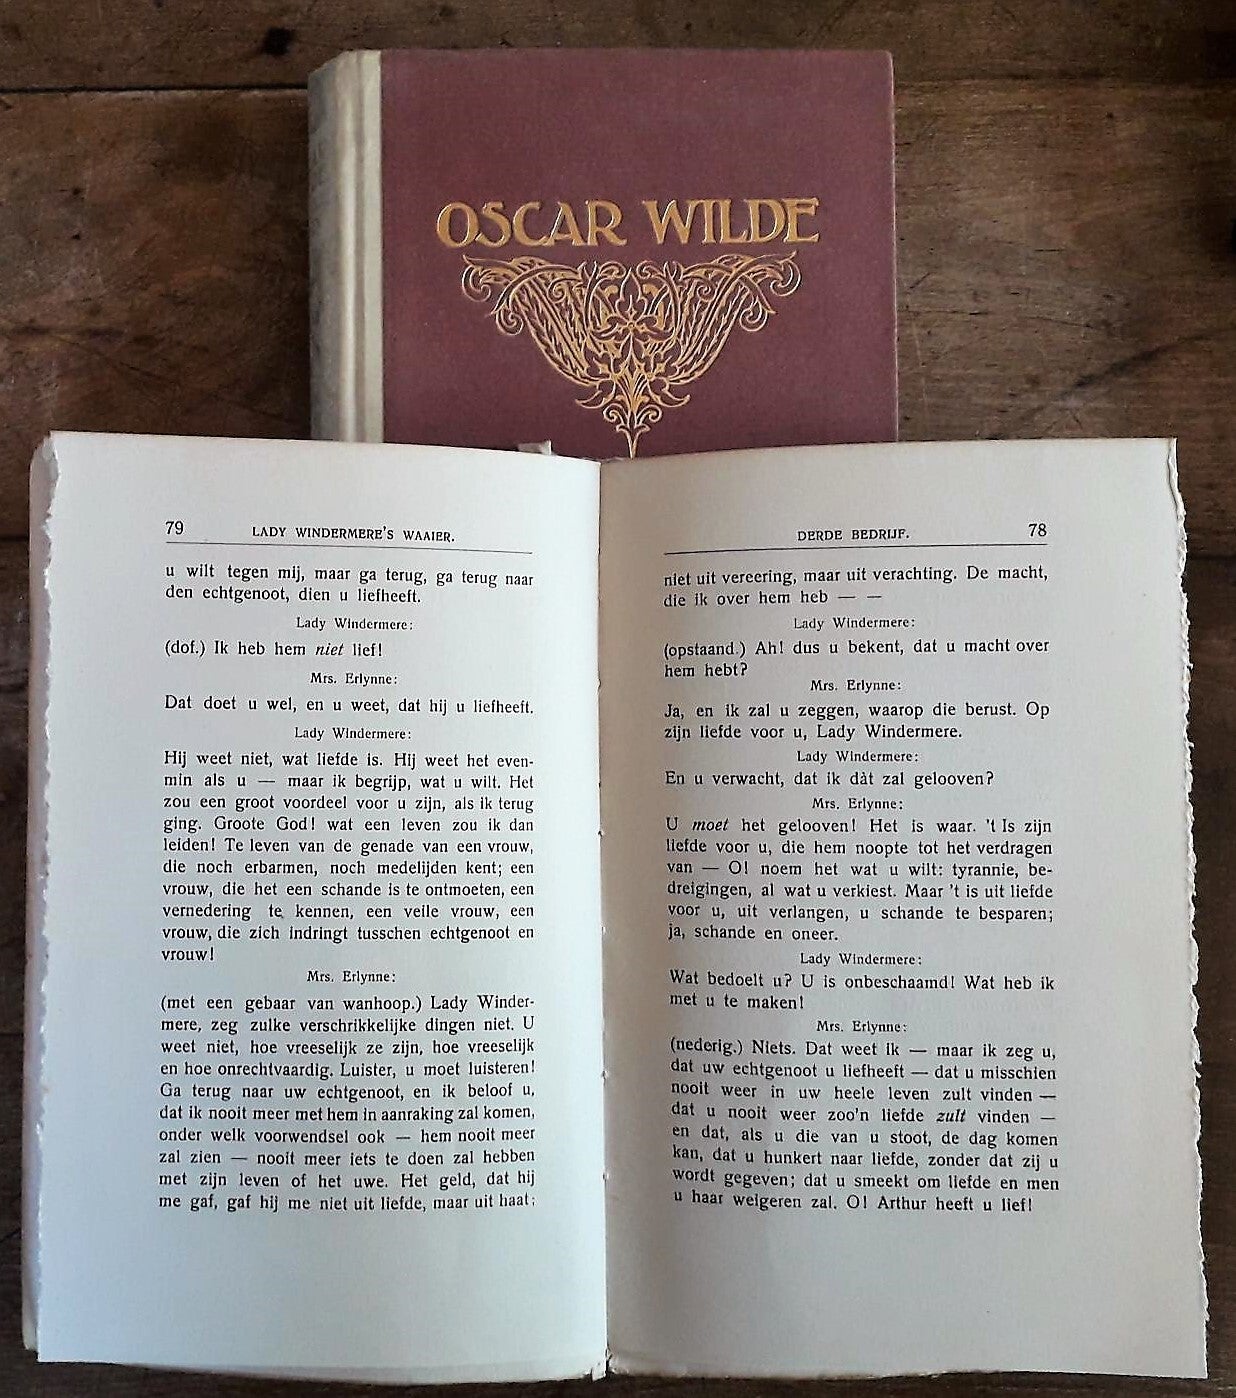 OSCAR WILDE
79 LADY WINDERMERE'S WAAIER.
u wilt tegen mij, maar ga terug, ga terug naar
den echtgenoot, dien u liefheeft.
Lady Windermere:
(dof.) Ik heb hem niet lief!
Mrs. Erlynne:
Dat doet u wel, en u weet, dat hij u liefheeft.
Lady Windermere:
Hij weet niet, wat liefde is. Hij weet het even-
min als u — maar ik begrijp, wat u wilt. Het
zou een groot voordeel voor u zijn, als ik terug
ging. Groote God! wat een leven zou ik dan
leiden! Te leven van de genade van een vrouw,
die noch erbarmen, noch medelijden kent; een
vrouw, die het een schande is te ontmoeten, een
vernedering te kennen, een veile vrouw, een
vrouw, die zich indringt tusschen echtgenoot en
vrouw!
Mrs. Erlynne:
(met een gebaar van wanhoop.) Lady Winder-
mere, zeg zulke verschrikkelijke dingen niet. U
weet niet, hoe vreeselijk ze zijn, hoe vreeselijk
en hoe onrechtvaardig. Luister, u moet luisteren!
Ga terug naar uw echtgenoot, en ik beloof u,
dat ik nooit meer met hem in aanraking zal komen,
onder welk voorwendsel ook — hem nooit meer
zal zien — nooit meer iets te doen zal hebben
met zijn leven of het uwe. Het geld, dat hij
me gaf, gaf hij me niet uit liefde, maar uit haat;
DERDE BEDRIJF. 78
niet uit vereering, maar uit verachting. De macht,
die ik over hem heb — —
Lady Windermere:
(opstaand.) Ah! dus u bekent, dat u macht over
hem hebt?
Mrs. Erlynne:
Ja, en ik zal u zeggen, waarop die berust. Op
zijn liefde voor u, Lady Windermere.
Lady Windermere:
En u verwacht, dat ik dàt zal gelooven?
Mrs. Erlynne:
U moet het gelooven! Het is waar. 't Is zijn
liefde voor u, die hem noopte tot het verdragen
van — O! noem het wat u wilt: tyrannie, be-
dreigingen, al wat u verkiest. Maar 't is uit liefde
voor u, uit verlangen, u schande te besparen;
ja, schande en oneer.
Lady Windermere:
Wat bedoelt u? U is onbeschaamd! Wat heb ik
met u te maken!
Mrs. Erlynne:
(nederig.) Niets. Dat weet ik — maar ik zeg u,
dat uw echtgenoot u liefheeft — dat u misschien
nooit weer in uw heele leven zult vinden —
dat u nooit weer zoo'n liefde zult vinden —
en dat, als u die van u stoot, de dag komen
kan, dat u hunkert naar liefde, zonder dat zij u
wordt gegeven; dat u smeekt om liefde en men
u haar weigeren zal. O! Arthur heeft u lief!